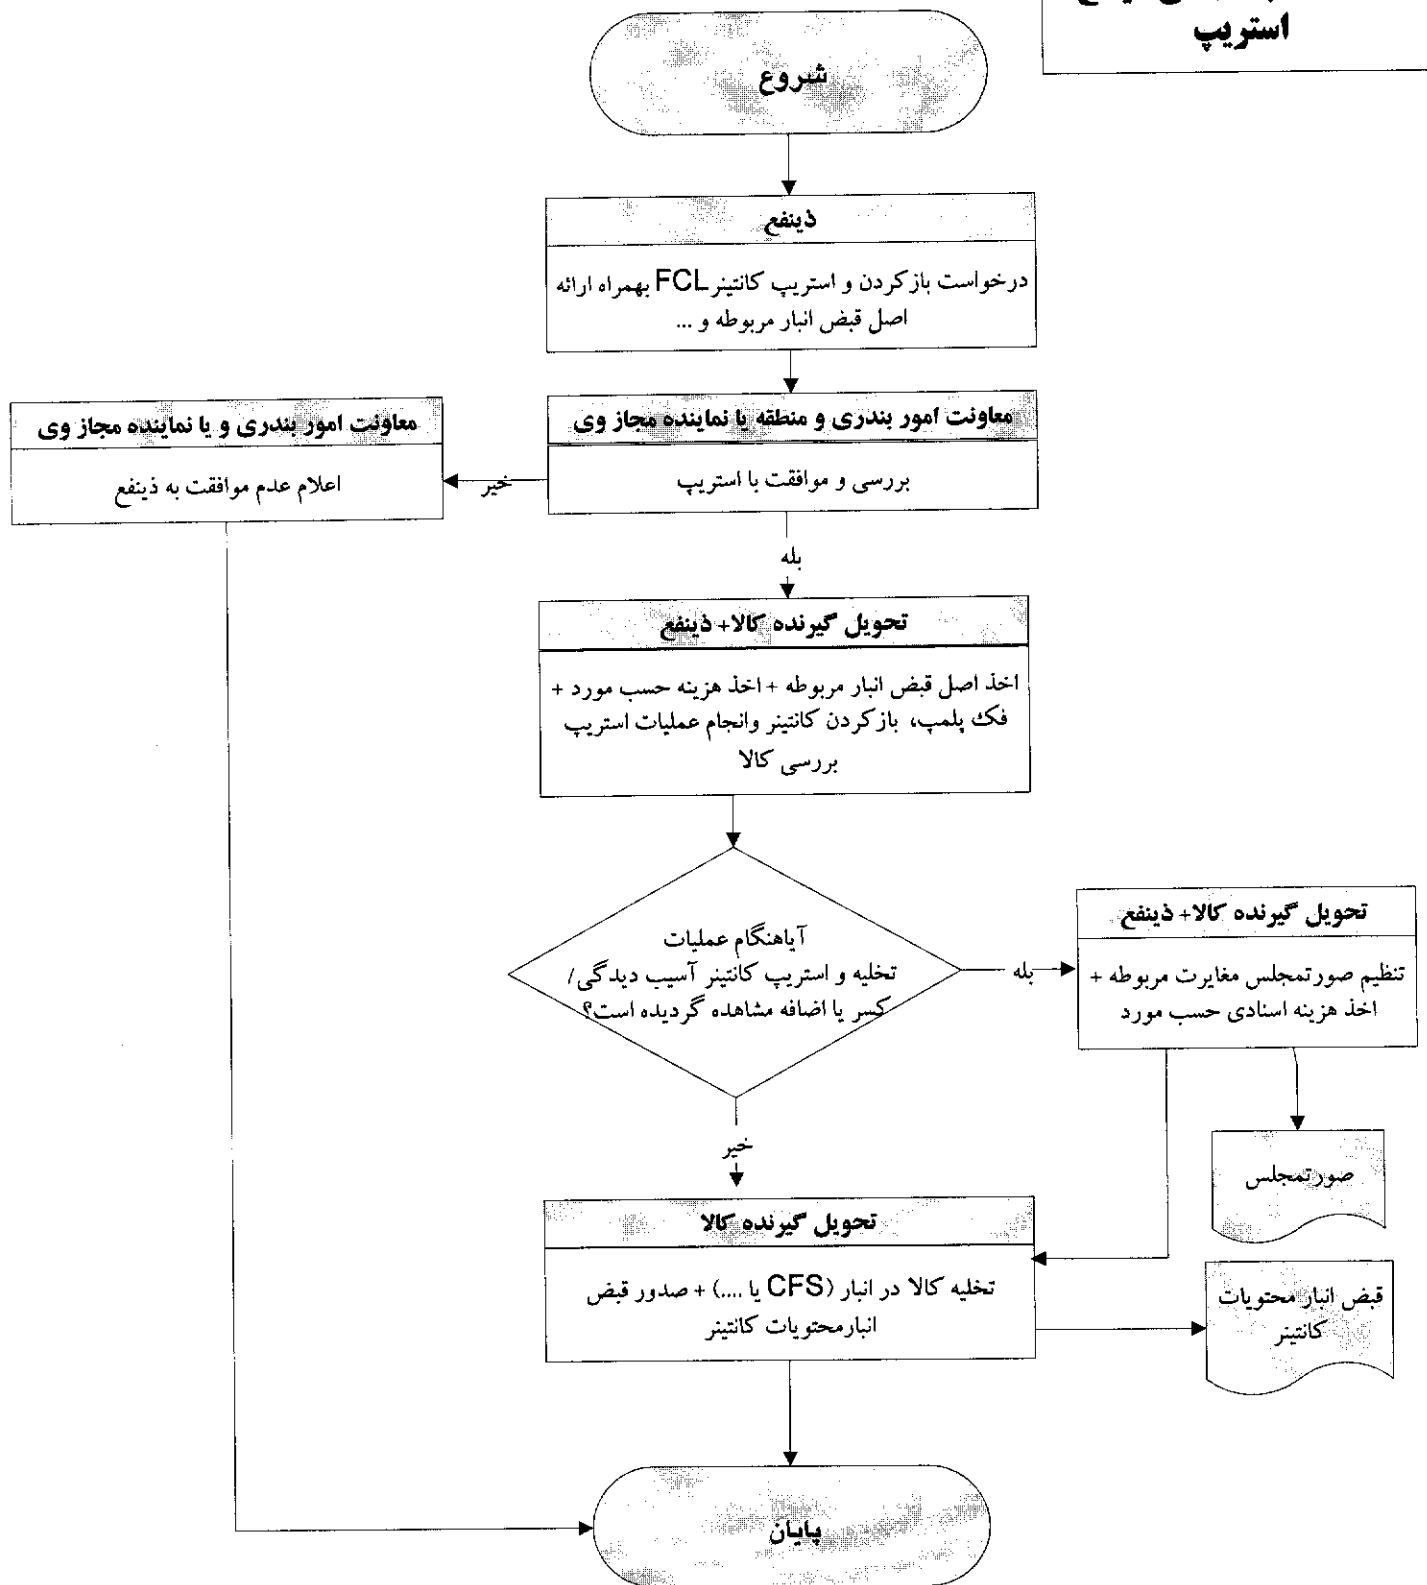 استریپ
شروع
ذینفع
درخواست بازکردن و استریپ کانتینر FCL بهمراه ارائه
اصل قبض انبار مربوطه و ...
معاونت امور بندری و منطقه یا نماینده مجاز وی
بررسی و موافقت با استریپ
خیر
معاونت امور بندری و یا نماینده مجاز وی
اعلام عدم موافقت به ذینفع
بله
تحویل گیرنده کالا+ ذینفع
اخذ اصل قبض انبار مربوطه + اخذ هزینه حسب مورد +
فک پلمپ، بازکردن کانتینر وانجام عملیات استریپ
بررسی کالا
آیاهنگام عملیات
تخلیه و استریپ کانتینر آسیب دیدگی/
کسر یا اضافه مشاهده گردیده است؟
بله
تحویل گیرنده کالا+ ذینفع
تنظیم صورتمجلس مغایرت مربوطه +
اخذ هزینه اسنادی حسب مورد
صورتمجلس
خیر
تحویل گیرنده کالا
تخلیه کالا در انبار (CFS یا ....) + صدور قبض
انبارمحتویات کانتینر
قبض انبار محتویات
کانتینر
پایان